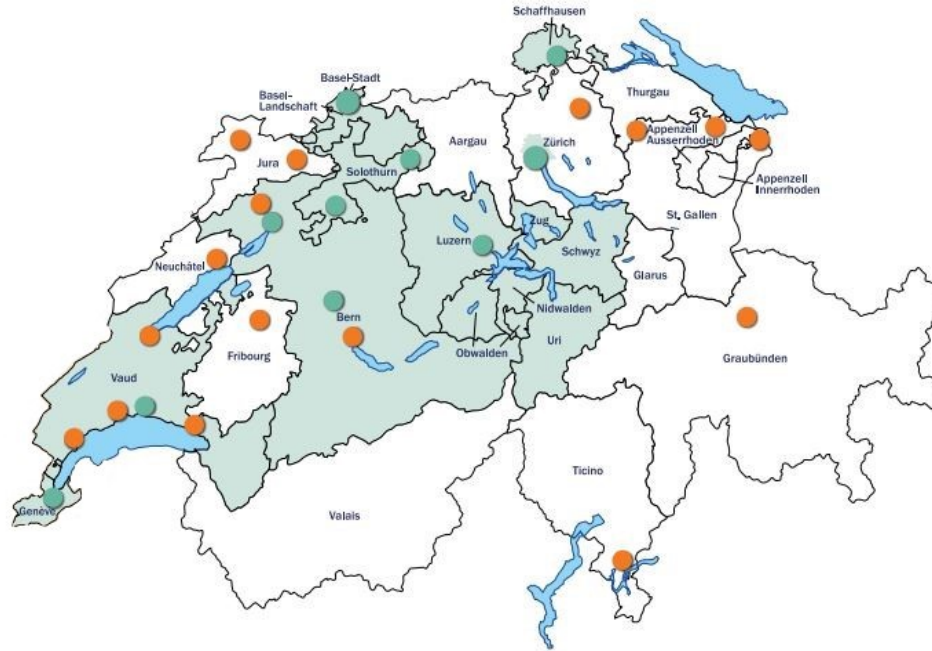 Schaffhausen
Basel-Stadt
Basel-
Landschaft
Thurgau
Aargau
Zürich
Appenzell
Ausserrhoden
Jura
Solothurn
Appenzell
Innerrhoden
St. Gallen
Zug
Luzern
Schwyz
Neuchâtel
Glarus
Nidwalden
Bern
Uri
Obwalden
Fribourg
Graubünden
Vaud
Ticino
Genève
Valais